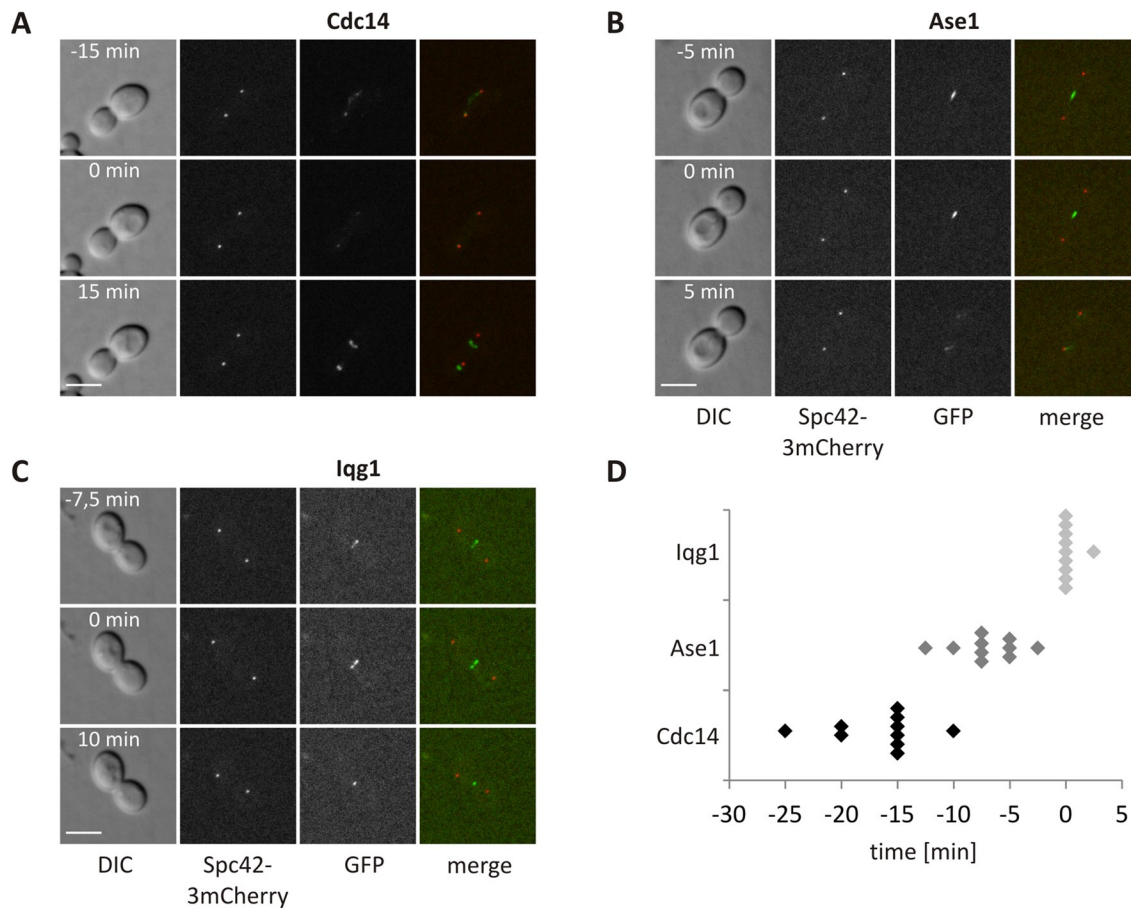 A
Cdc14
-15 min
0 min
15 min
B
Ase1
-5 min
0 min
5 min
DIC
Spc42-
3mCherry
GFP
merge
C
Iqg1
-7,5 min
0 min
10 min
DIC
Spc42-
3mCherry
GFP
merge
D
Iqg1
Ase1
Cdc14
-30 -25 -20 -15 -10 -5 0 5
time [min]